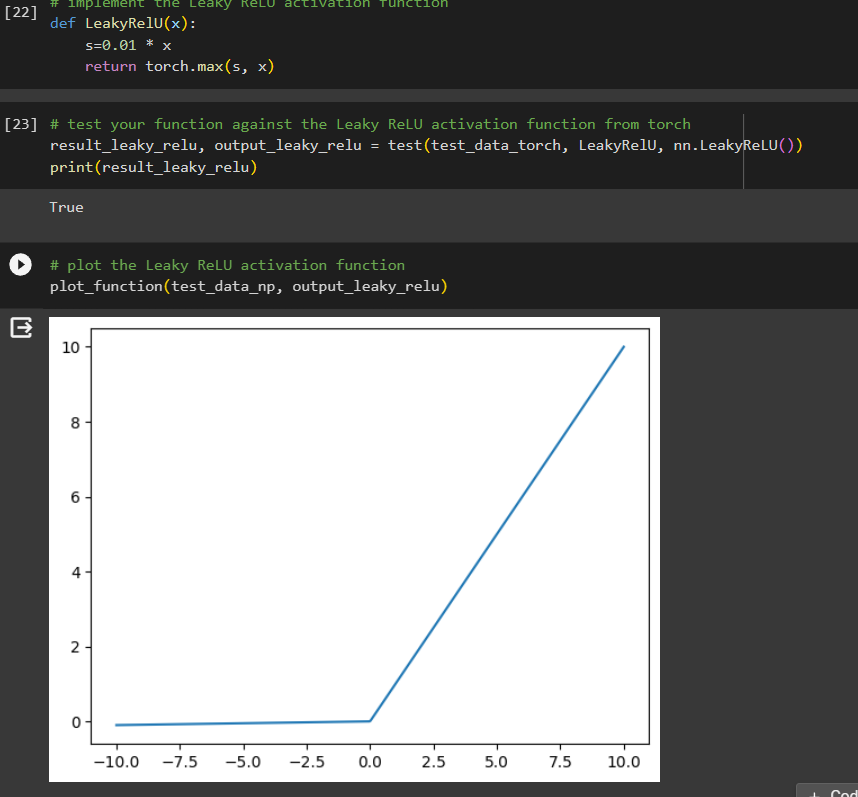 # implement the Leaky ReLU activation function
[22]
def LeakyRelU(x):
s=0.01 * x
return torch.max(s, x)
[23] # test your function against the Leaky ReLU activation function from torch
result_leaky_relu, output_leaky_relu = test(test_data_torch, LeakyRelU, nn.LeakyReLU())
print(result_leaky_relu)
True
# plot the Leaky ReLU activation function
plot_function(test_data_np, output_leaky_relu)
10
8
6
4
2
0
−10.0 −7.5 −5.0 −2.5 0.0 2.5 5.0 7.5 10.0